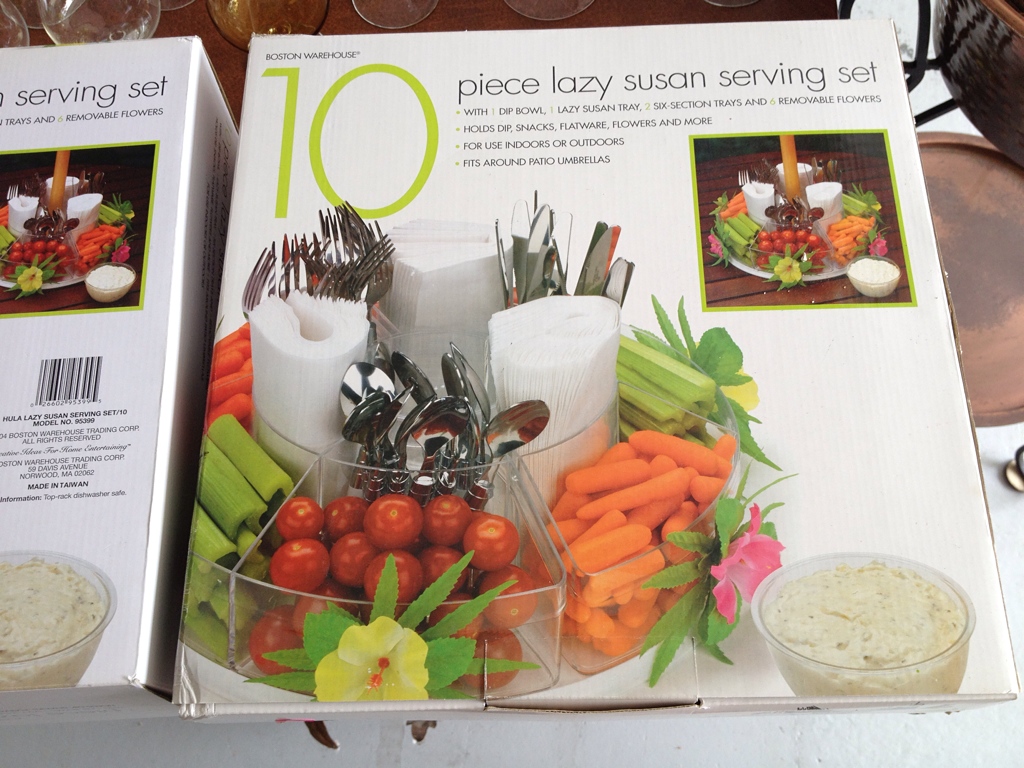 BOSTON WAREHOUSE®
10
piece lazy susan serving set
• WITH 1 DIP BOWL, 1 LAZY SUSAN TRAY, 2 SIX-SECTION TRAYS AND 6 REMOVABLE FLOWERS
• HOLDS DIP, SNACKS, FLATWARE, FLOWERS AND MORE
• FOR USE INDOORS OR OUTDOORS
• FITS AROUND PATIO UMBRELLAS
serving set
TRAYS AND 6 REMOVABLE FLOWERS
HULA LAZY SUSAN SERVING SET/10
MODEL NO. 95399
BOSTON WAREHOUSE TRADING CORP.
ALL RIGHTS RESERVED
Ideas For Home Entertaining™
BOSTON WAREHOUSE TRADING CORP.
59 DAVIS AVENUE
NORWOOD, MA 02062
MADE IN TAIWAN
Information: Top-rack dishwasher safe.